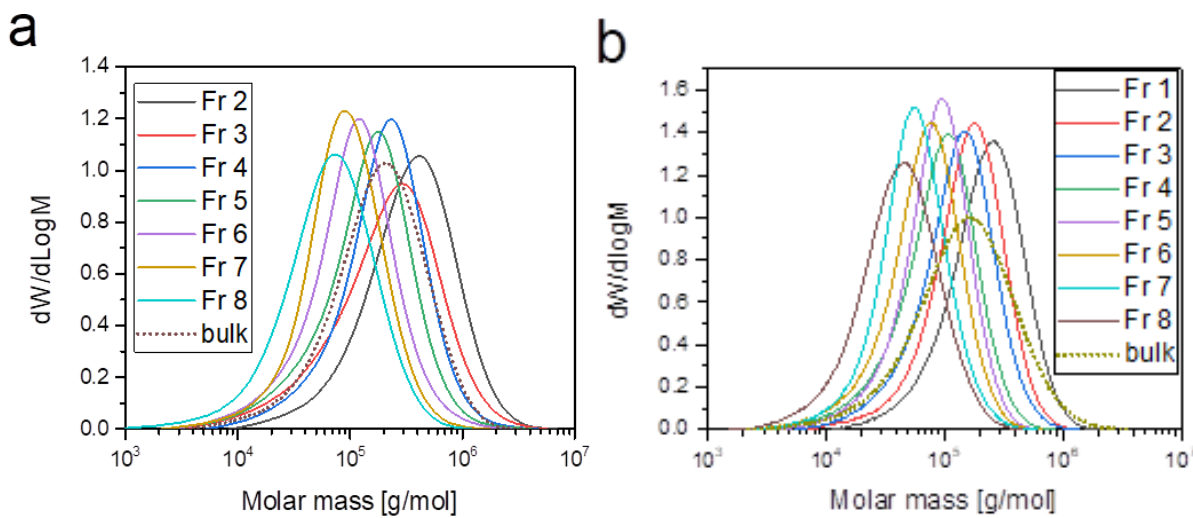 a
1.4
1.2
1.0
0.8
0.6
0.4
0.2
0.0
dW/dLogM
Fr 2
Fr 3
Fr 4
Fr 5
Fr 6
Fr 7
Fr 8
bulk
10³ 10⁴ 10⁵ 10⁶ 10⁷
Molar mass [g/mol]
b
1.6
1.4
1.2
1.0
0.8
0.6
0.4
0.2
0.0
dW/dlogM
Fr 1
Fr 2
Fr 3
Fr 4
Fr 5
Fr 6
Fr 7
Fr 8
bulk
10³ 10⁴ 10⁵ 10⁶
Molar mass [g/mol]